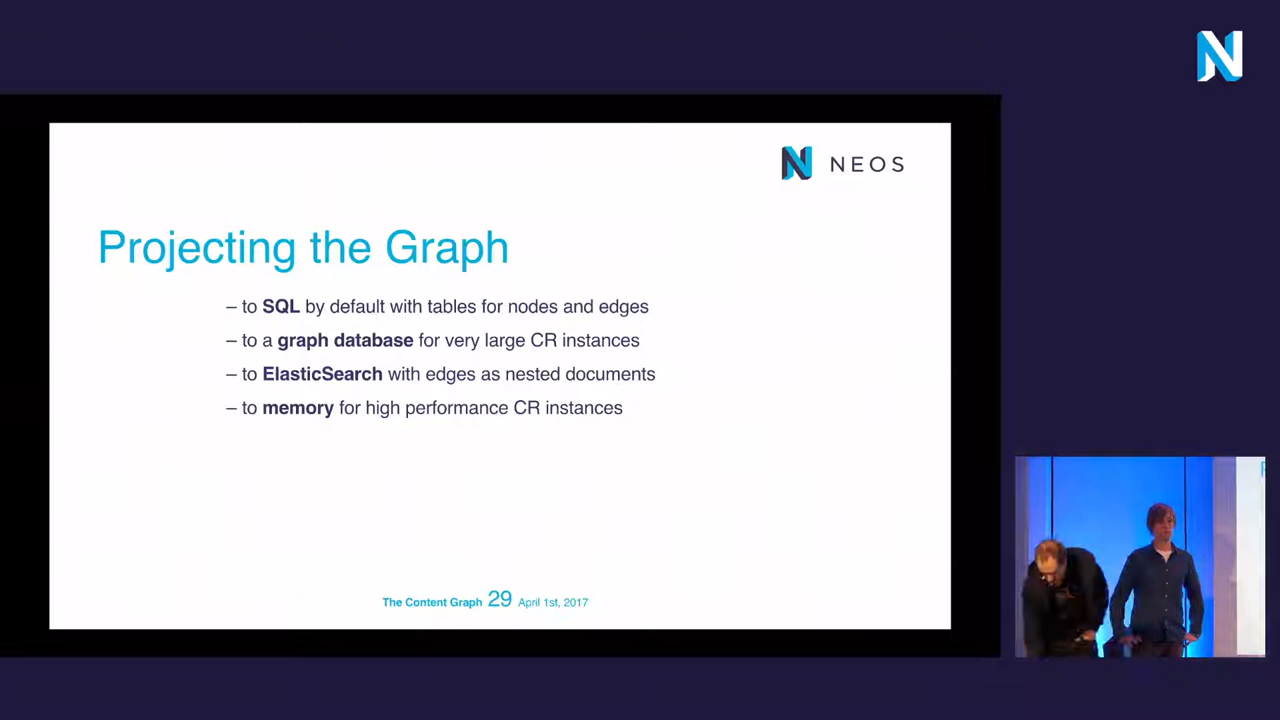 NEOS
Projecting the Graph
– to SQL by default with tables for nodes and edges
– to a graph database for very large CR instances
– to ElasticSearch with edges as nested documents
– to memory for high performance CR instances
The Content Graph 29 April 1st, 2017